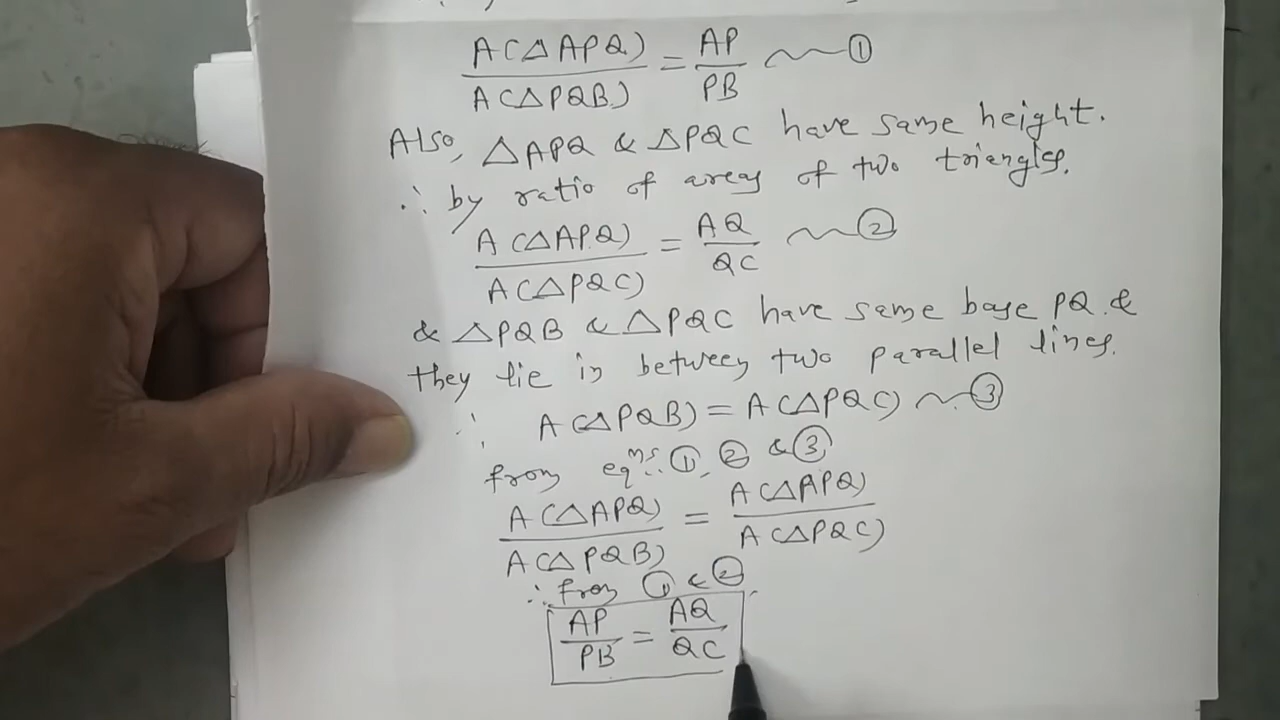 A(△APQ) / A(△PQB) = AP / PB ~ ①
Also, △APQ & △PQC have same height.
∴ by ratio of areas of two triangles.
A(△APQ) / A(△PQC) = AQ / QC ~ ②
& △PQB & △PQC have same base PQ &
they lie in between two parallel lines.
∴ A(△PQB) = A(△PQC) ~ ③
from eqⁿˢ. ①, ② & ③
A(△APQ) / A(△PQB) = A(△APQ) / A(△PQC)
∴ from ① & ②
AP / PB = AQ / QC